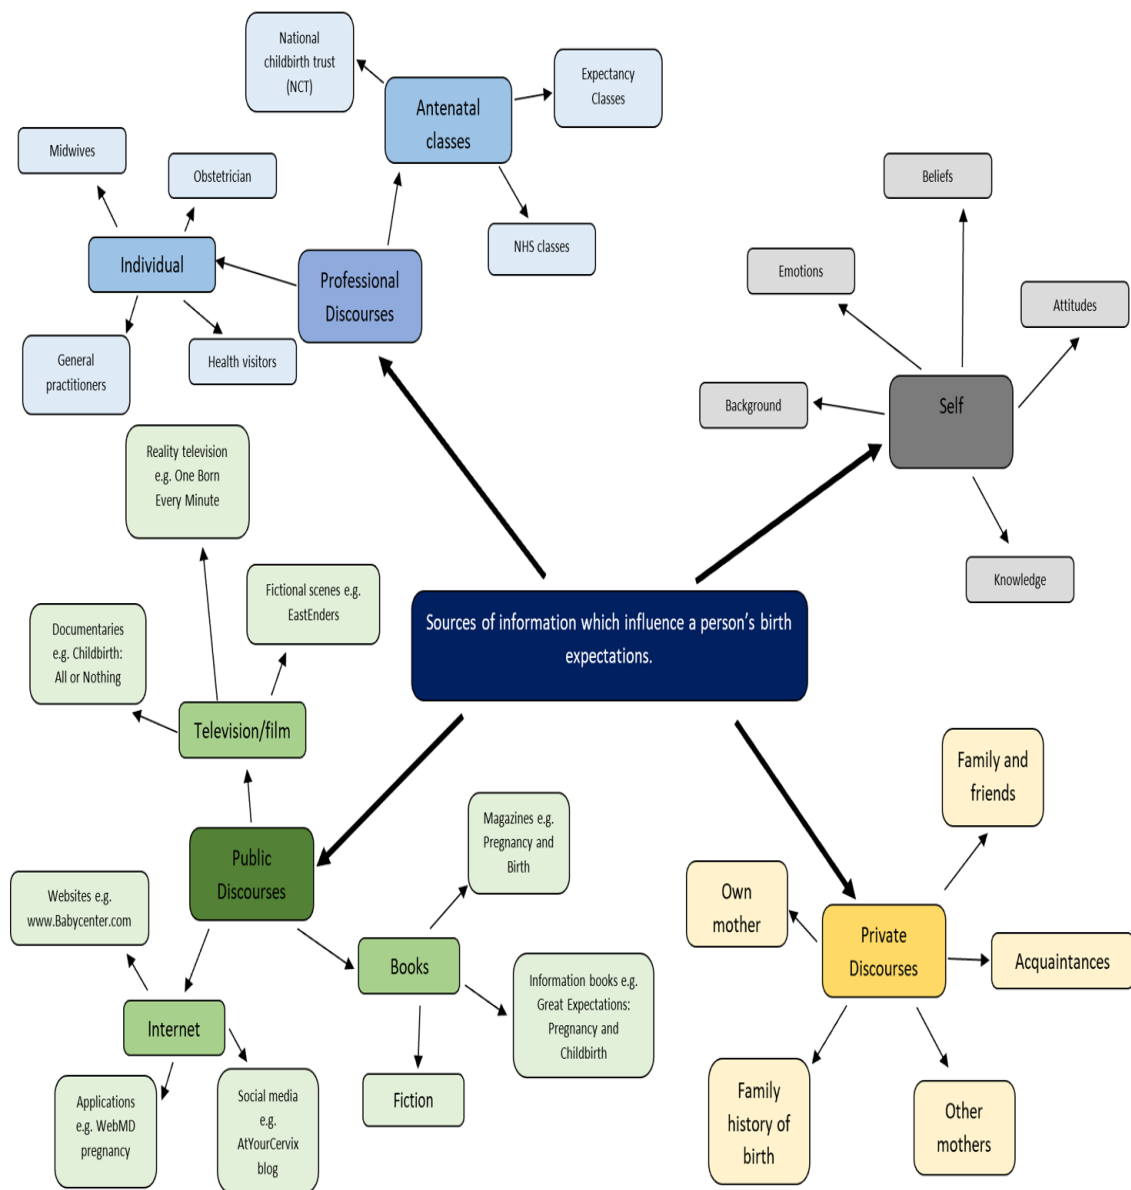 National
childbirth trust
(NCT)
Expectancy
Classes
Antenatal
classes
Midwives
Obstetrician
NHS classes
Individual
Professional
Discourses
General
practitioners
Health visitors
Beliefs
Emotions
Attitudes
Background
Self
Knowledge
Reality television
e.g. One Born
Every Minute
Fictional scenes e.g.
EastEnders
Documentaries
e.g. Childbirth:
All or Nothing
Television/film
Sources of information which influence a person's birth
expectations.
Public
Discourses
Magazines e.g.
Pregnancy and
Birth
Websites e.g.
www.Babycenter.com
Books
Information books e.g.
Great Expectations:
Pregnancy and
Childbirth
Internet
Fiction
Applications
e.g. WebMD
pregnancy
Social media
e.g.
AtYourCervix
blog
Family and
friends
Own
mother
Private
Discourses
Acquaintances
Family
history of
birth
Other
mothers